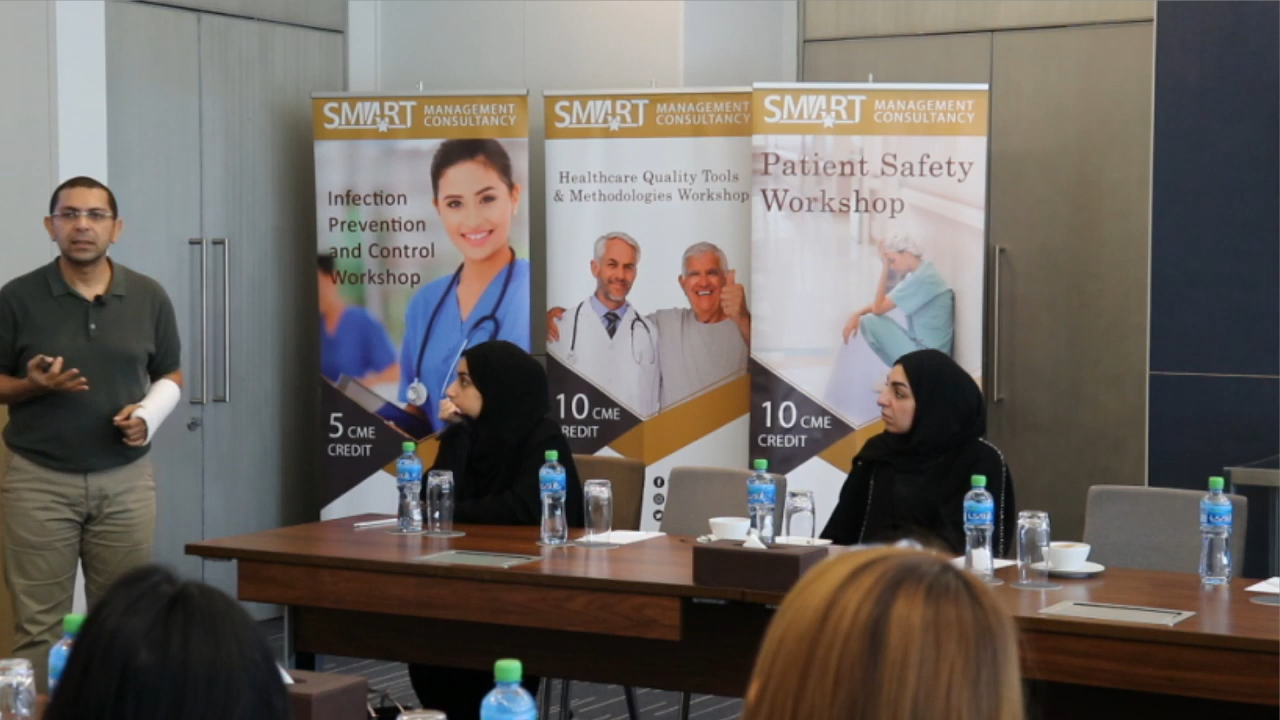 SMART MANAGEMENT
CONSULTANCY
Infection
Prevention
and Control
Workshop
5 CME
CREDIT
SMART MANAGEMENT
CONSULTANCY
Healthcare Quality Tools
& Methodologies Workshop
10 CME
CREDIT
SMART MANAGEMENT
CONSULTANCY
Patient Safety
Workshop
10 CME
CREDIT